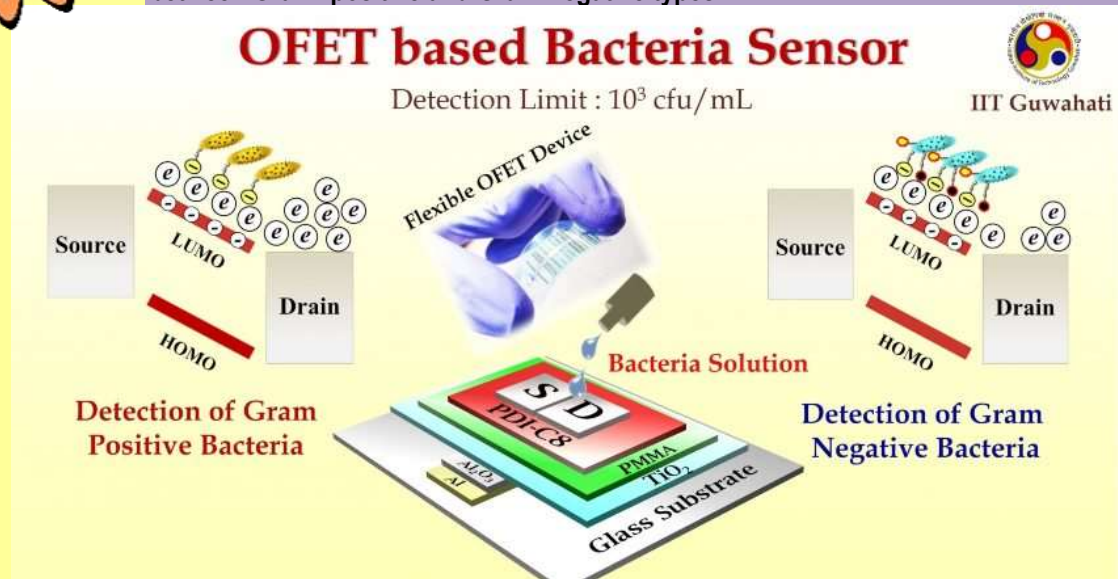 OFET based Bacteria Sensor
Detection Limit : 10³ cfu/mL
IIT Guwahati
Flexible OFET Device
e
e
e
e
e
e
e
e
e
e
e
e
Source
LUMO
Drain
HOMO
Detection of Gram
Positive Bacteria
Bacteria Solution
S D
PDI-C8
PMMA
TiO₂
Al₂O₃
Al
Glass Substrate
e
e
e
e
e
e
e
e
Source
LUMO
Drain
HOMO
Detection of Gram
Negative Bacteria